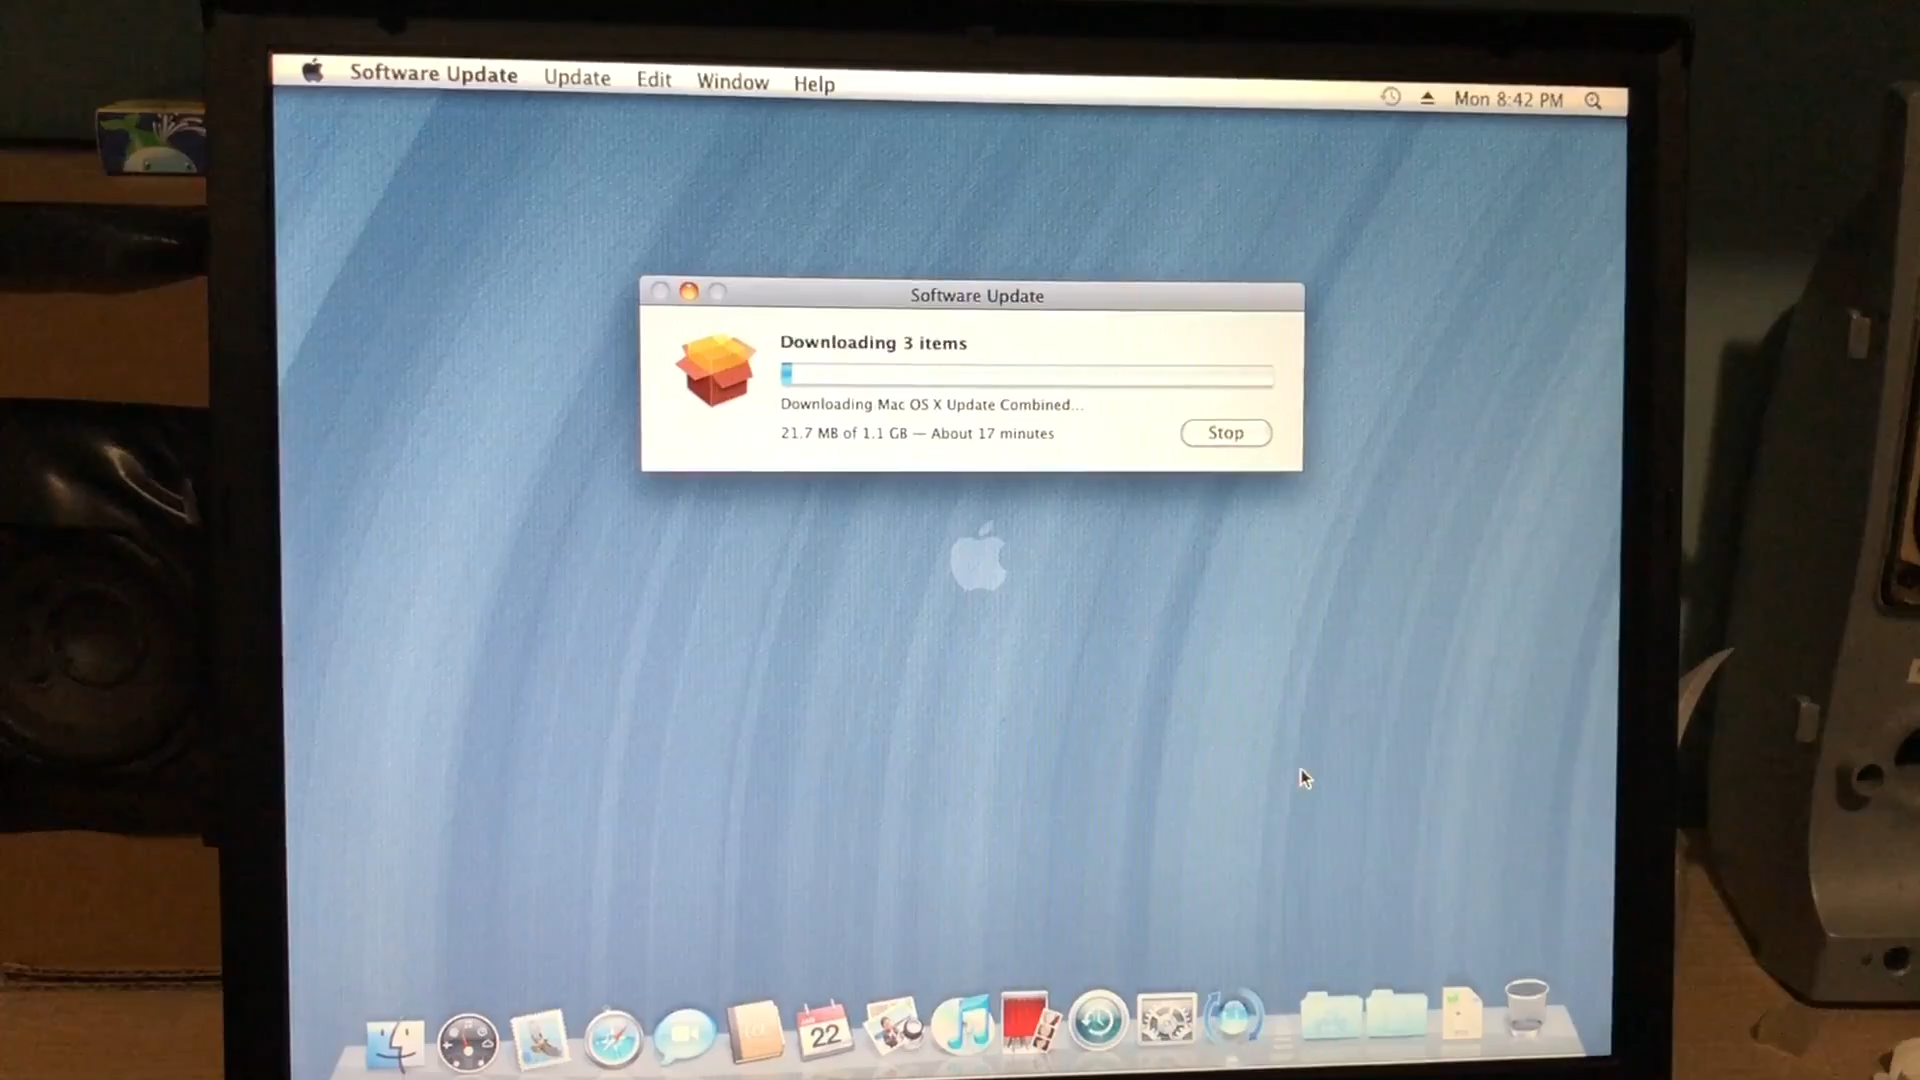 Software Update Update Edit Window Help Mon 8:42 PM
Software Update
Downloading 3 items
Downloading Mac OS X Update Combined...
21.7 MB of 1.1 GB — About 17 minutes
Stop
22